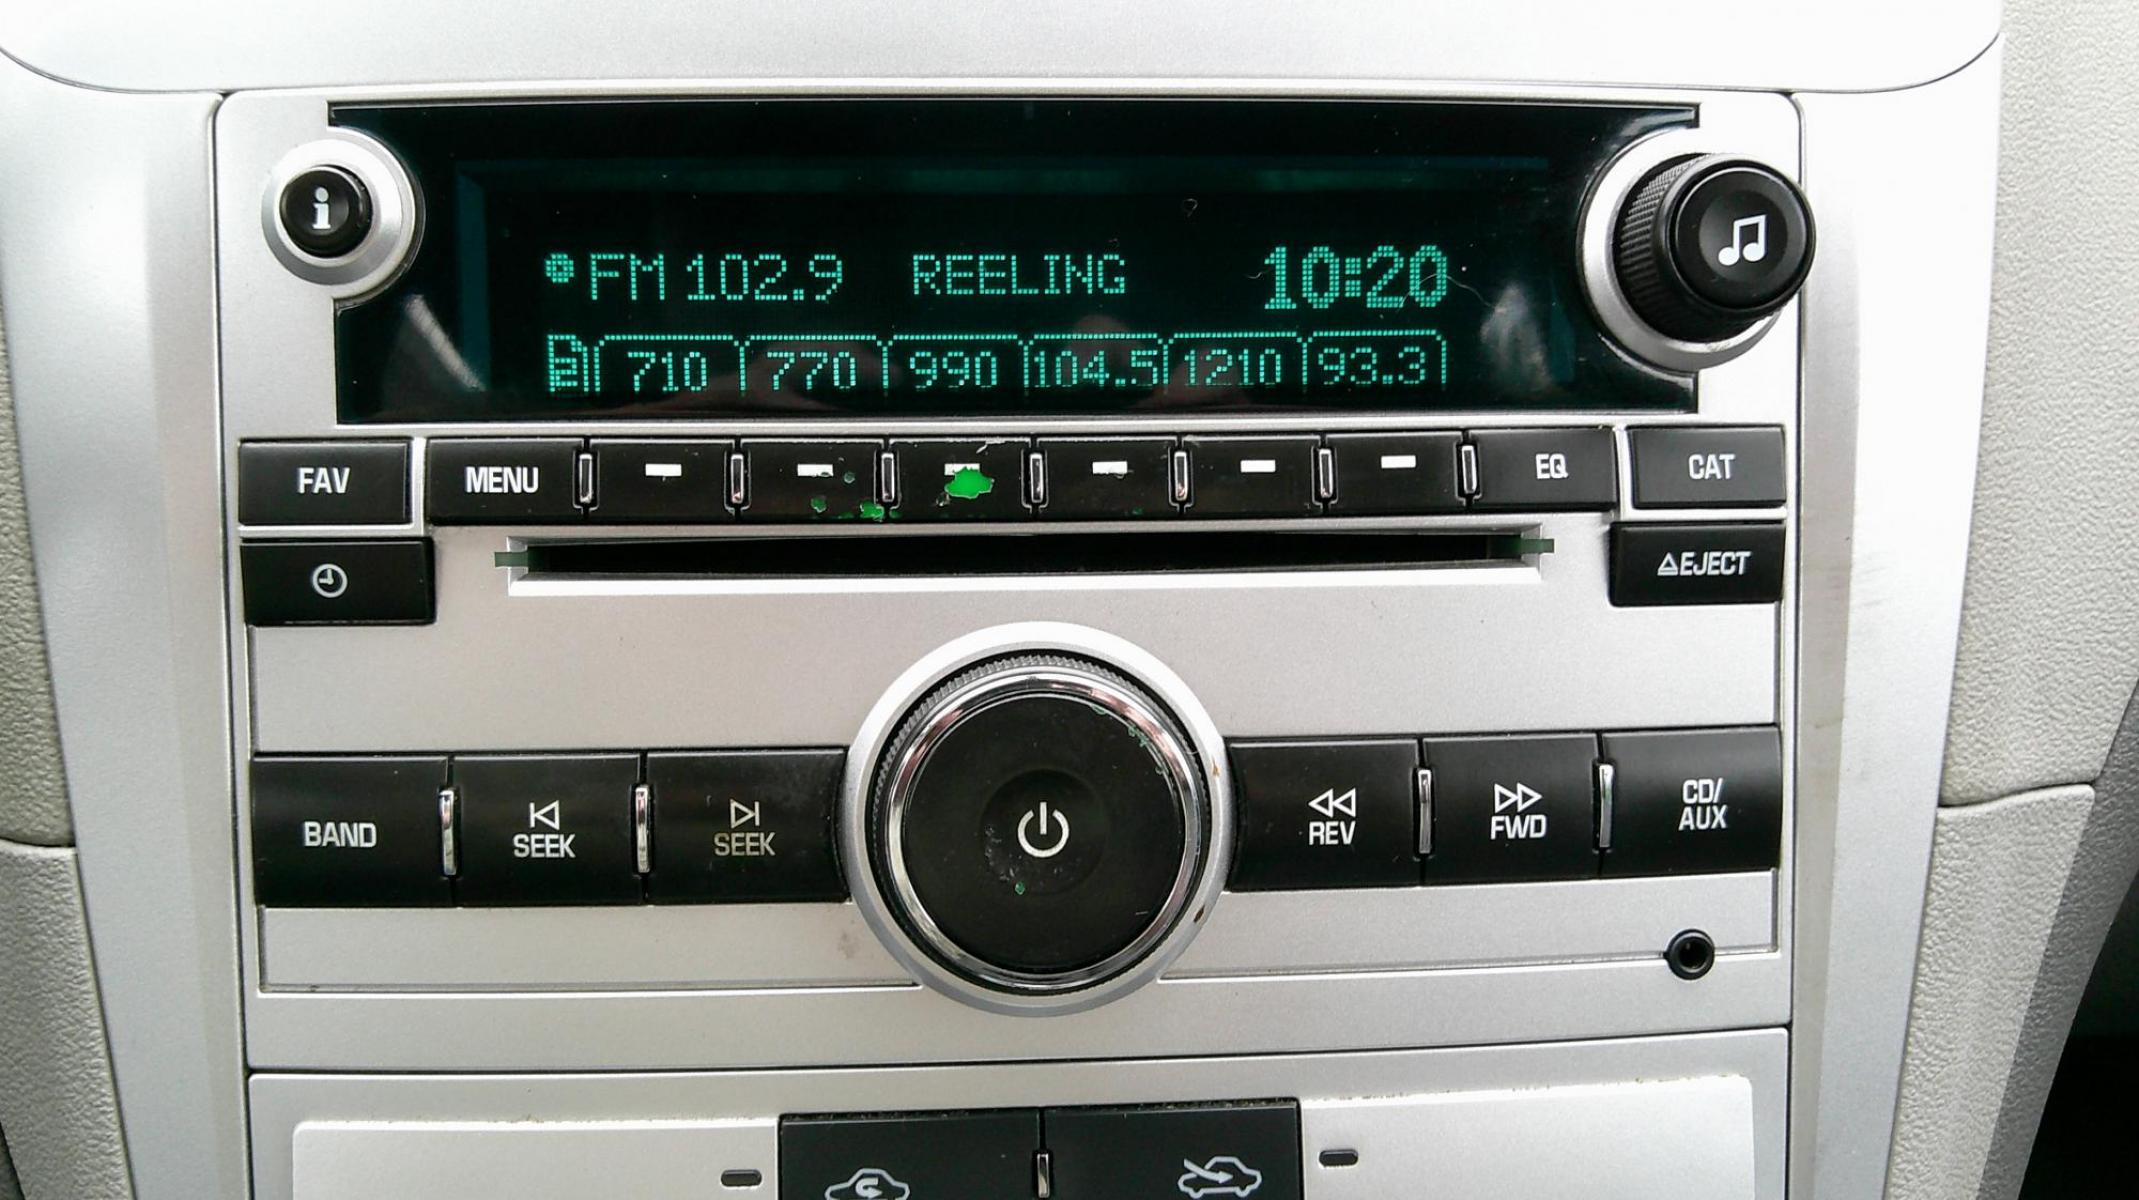 i
FM 102.9 REELING 10:20
2 710 770 990 104.5 1210 93.3
FAV MENU EQ CAT
EJECT
BAND SEEK SEEK REV FWD CD/
AUX